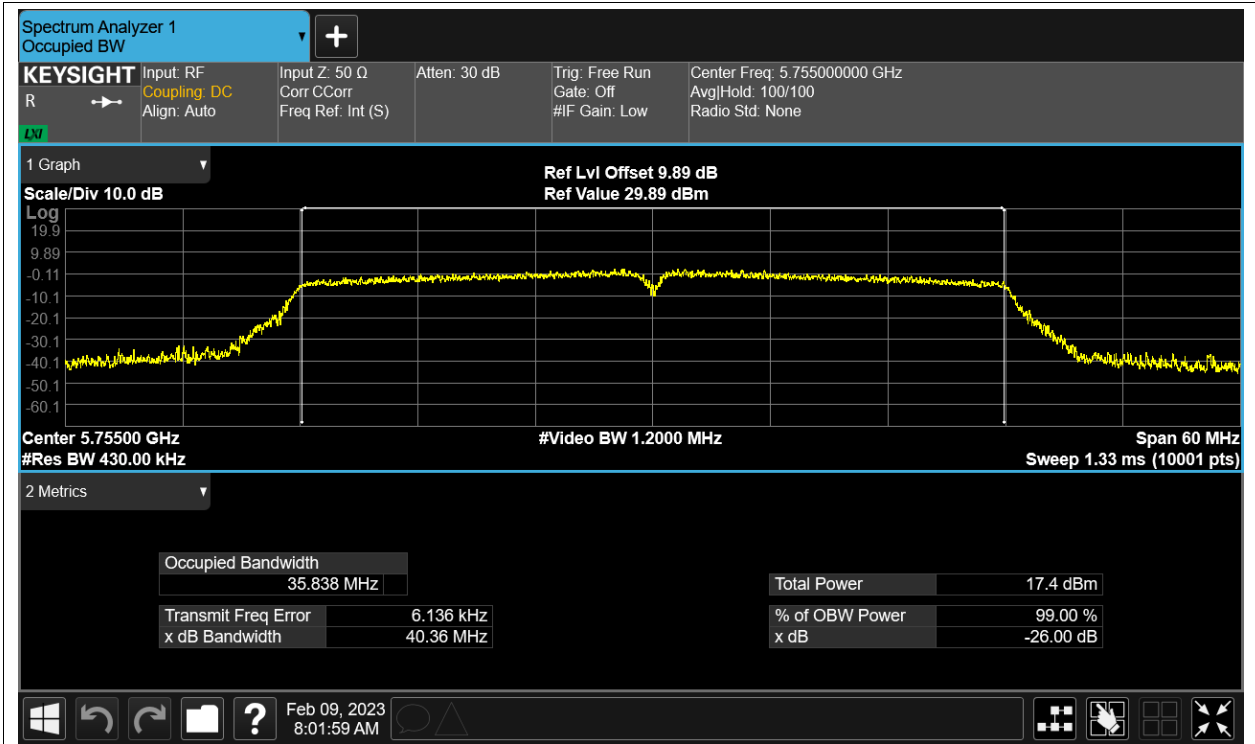 Spectrum Analyzer 1
Occupied BW
KEYSIGHT
R
LXI
Input: RF
Coupling: DC
Align: Auto
Input Z: 50 Ω
Corr CCorr
Freq Ref: Int (S)
Atten: 30 dB
Trig: Free Run
Gate: Off
#IF Gain: Low
Center Freq: 5.755000000 GHz
Avg|Hold: 100/100
Radio Std: None
1 Graph
Scale/Div 10.0 dB
Ref Lvl Offset 9.89 dB
Ref Value 29.89 dBm
Log
19.9
9.89
-0.11
-10.1
-20.1
-30.1
-40.1
-50.1
-60.1
Center 5.75500 GHz
#Video BW 1.2000 MHz
Span 60 MHz
#Res BW 430.00 kHz
Sweep 1.33 ms (10001 pts)
2 Metrics
Occupied Bandwidth
35.838 MHz
Transmit Freq Error 6.136 kHz
x dB Bandwidth 40.36 MHz
Total Power 17.4 dBm
% of OBW Power 99.00 %
x dB -26.00 dB
?
Feb 09, 2023
8:01:59 AM